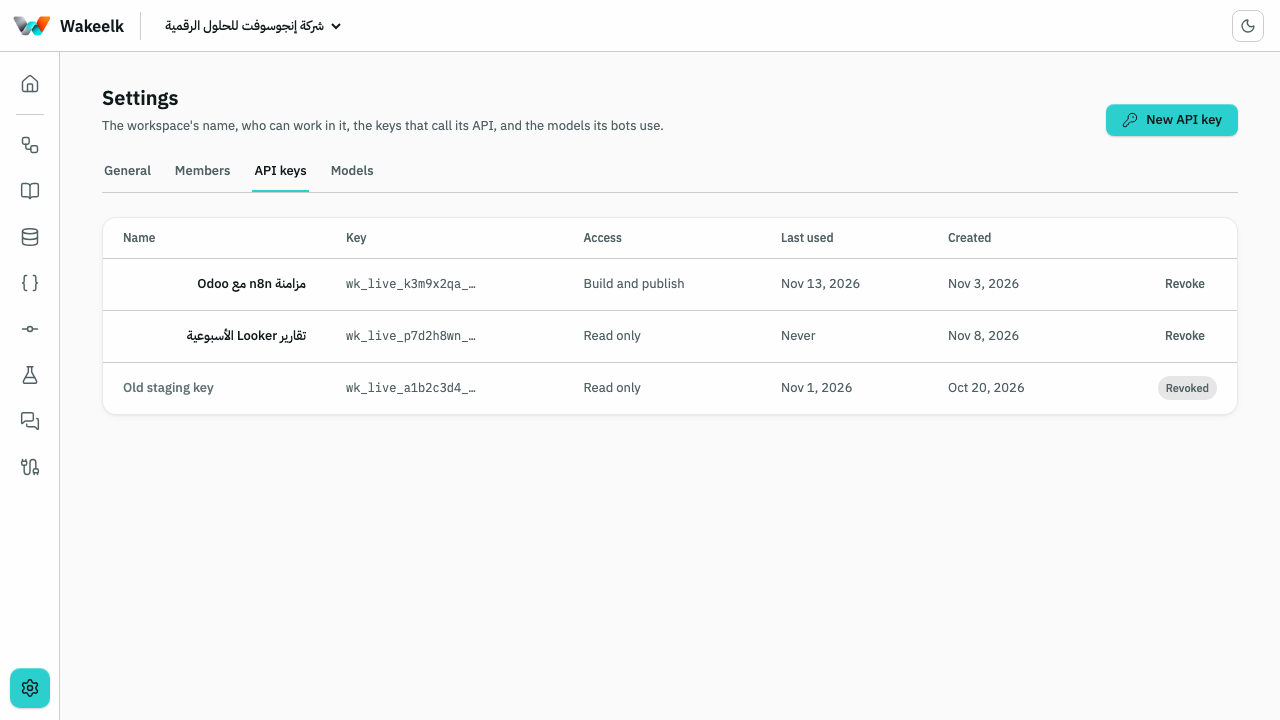 Wakeelk
شركة إنجوسوفت للحلول الرقمية
Settings
The workspace's name, who can work in it, the keys that call its API, and the models its bots use.
New API key
General Members API keys Models
Name Key Access Last used Created
مزامنة n8n مع Odoo wk_live_k3m9x2qa_… Build and publish Nov 13, 2026 Nov 3, 2026 Revoke
تقارير Looker الأسبوعية wk_live_p7d2h8wn_… Read only Never Nov 8, 2026 Revoke
Old staging key wk_live_a1b2c3d4_… Read only Nov 1, 2026 Oct 20, 2026 Revoked